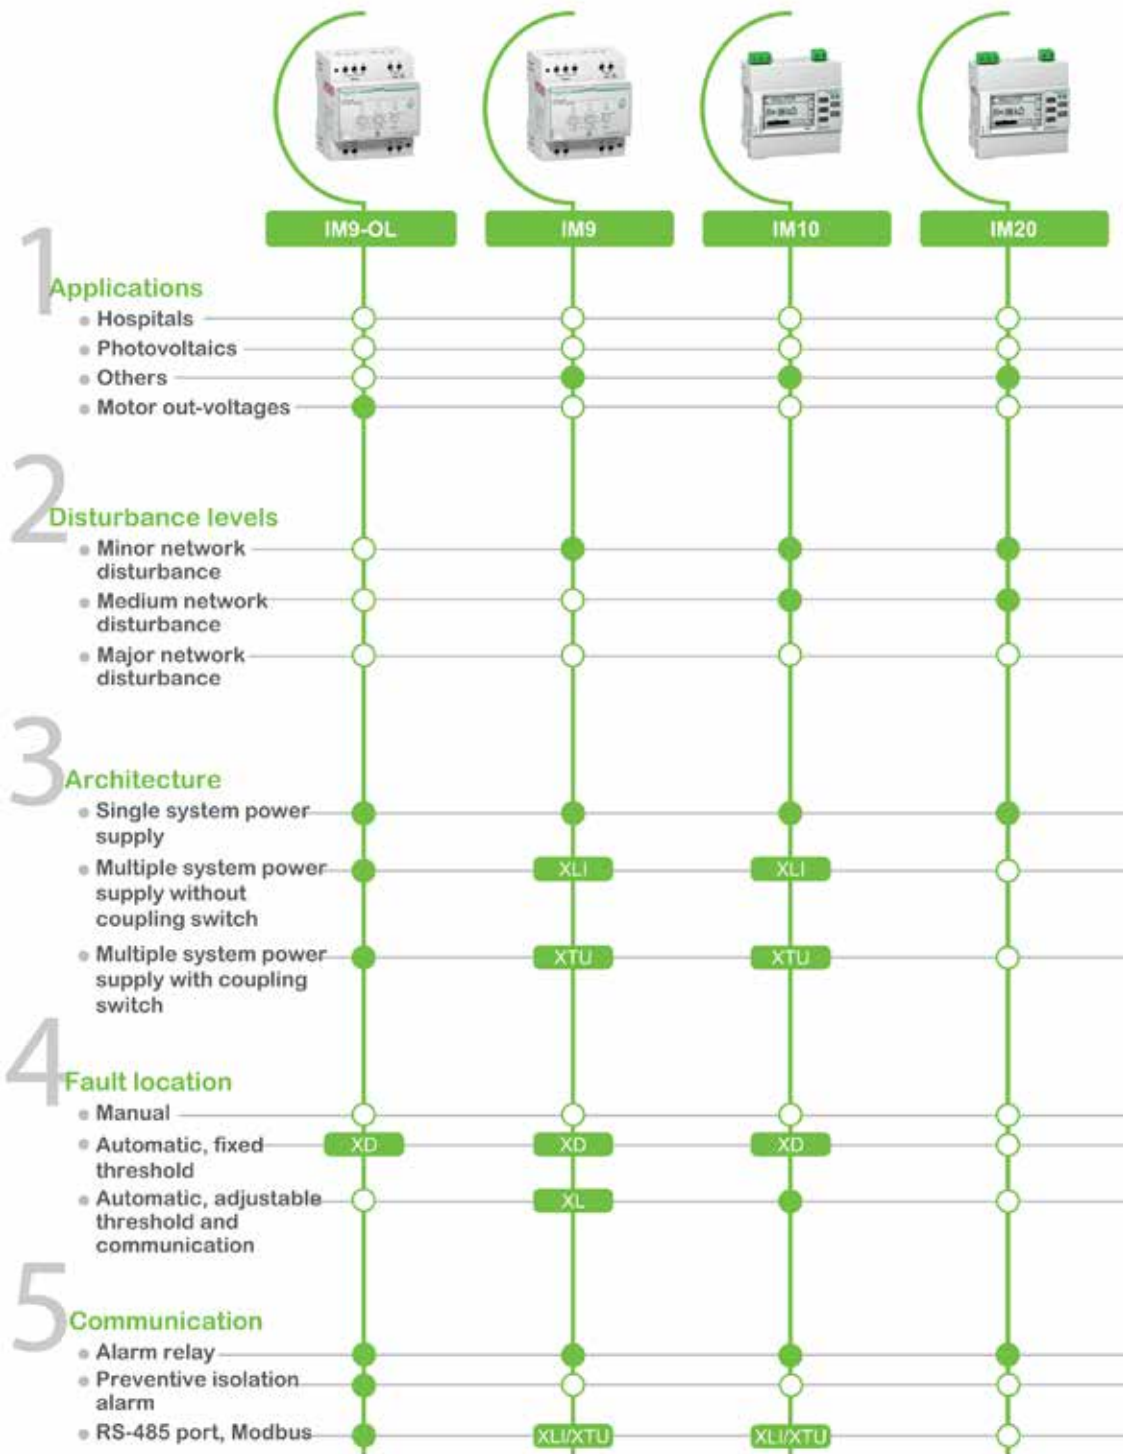 IM9-OL IM9 IM10 IM20
1
Applications
Hospitals
Photovoltaics
Others
Motor out-voltages
2
Disturbance levels
Minor network
disturbance
Medium network
disturbance
Major network
disturbance
3
Architecture
Single system power
supply
Multiple system power XLI XLI
supply without
coupling switch
Multiple system power XTU XTU
supply with coupling
switch
4
Fault location
Manual
Automatic, fixed XD XD XD
threshold
Automatic, adjustable XL
threshold and
communication
5
Communication
Alarm relay
Preventive isolation
alarm
RS-485 port, Modbus XLI/XTU XLI/XTU